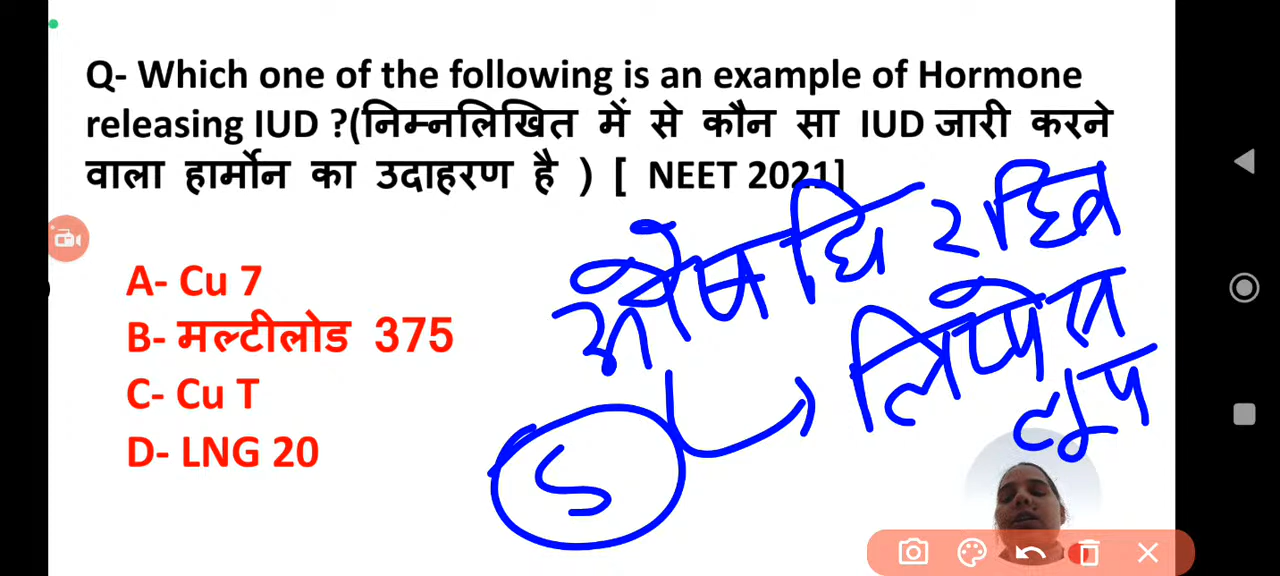 Q- Which one of the following is an example of Hormone
releasing IUD ?(निम्नलिखित में से कौन सा IUD जारी करने
वाला हार्मोन का उदाहरण है ) [ NEET 2021]
औषधि रहित
A- Cu 7
B- मल्टीलोड 375
C- Cu T
D- LNG 20
लिप्पेस
लूप
S